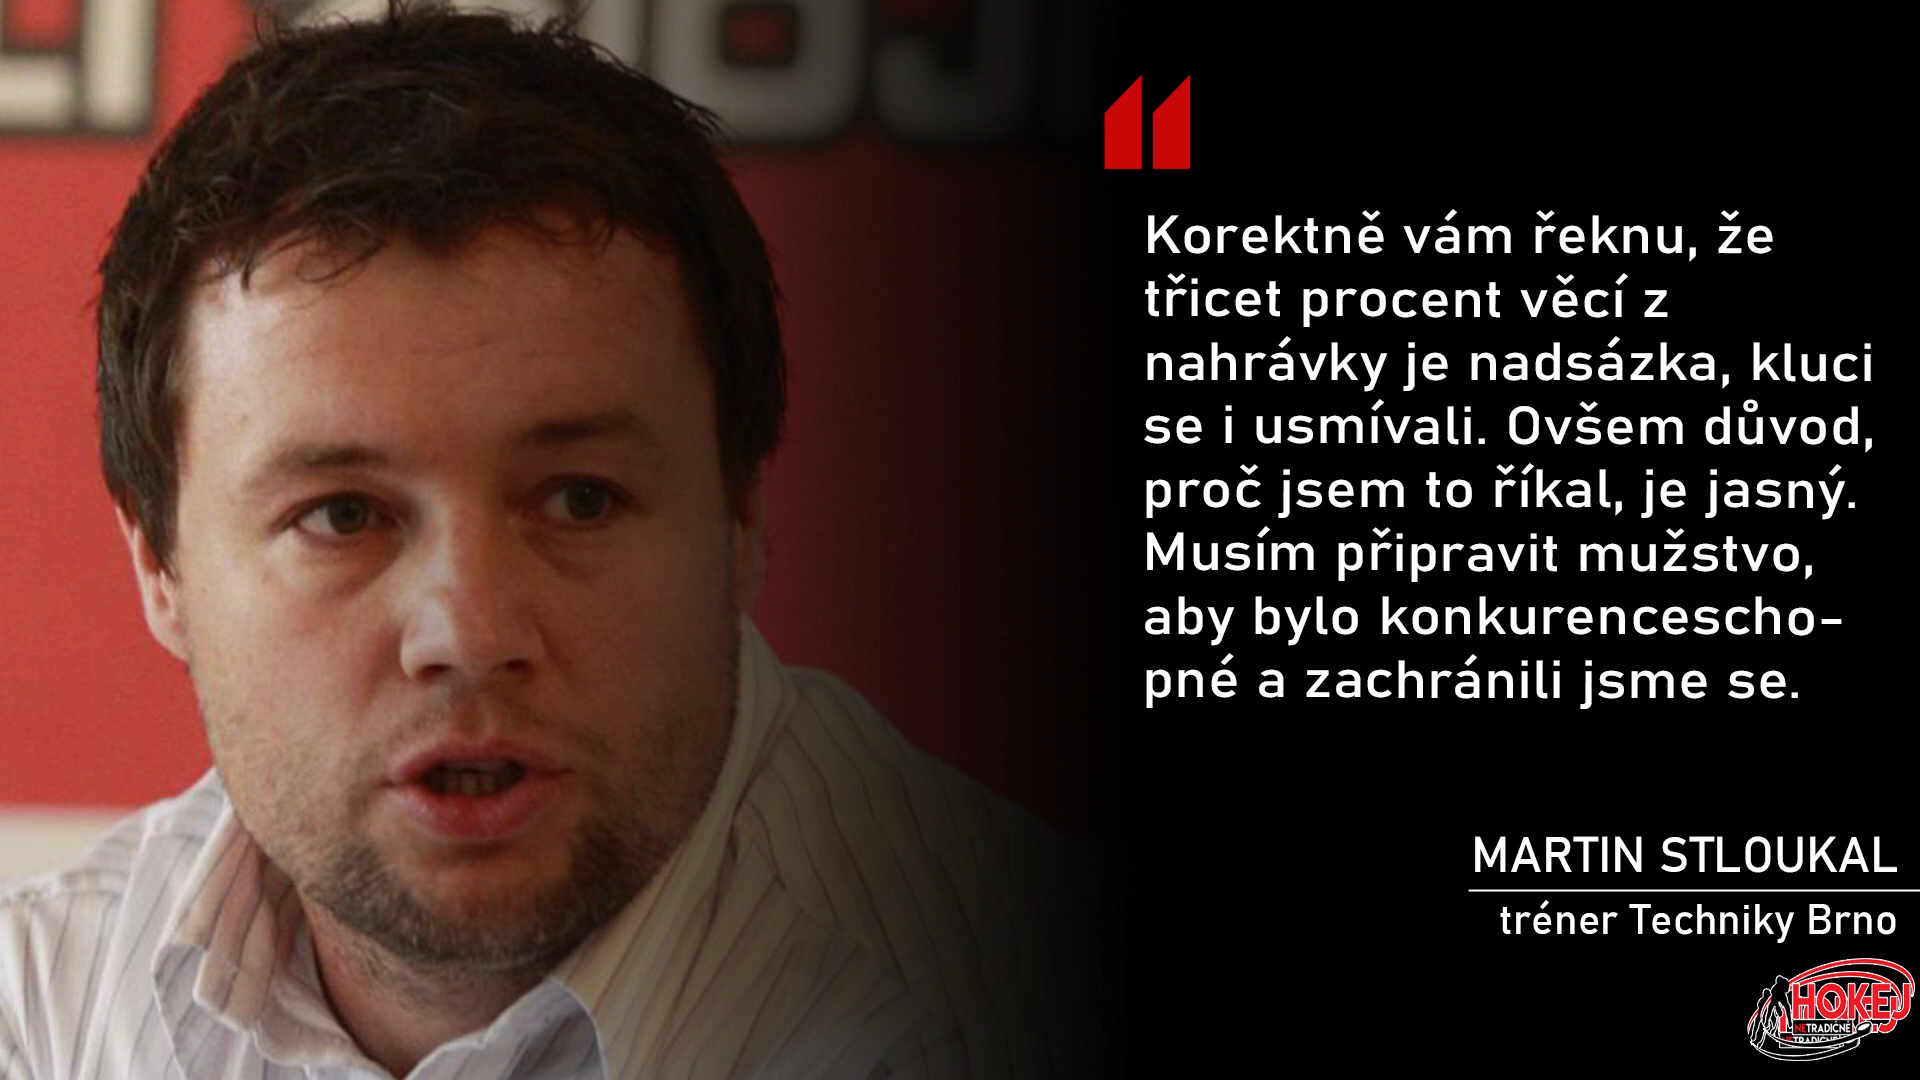 Korektně vám řeknu, že
třicet procent věcí z
nahrávky je nadsázka, kluci
se i usmívali. Ovšem důvod,
proč jsem to říkal, je jasný.
Musím připravit mužstvo,
aby bylo konkurencescho-
pné a zachránili jsme se.
MARTIN STLOUKAL
tréner Techniky Brno
HOKEJ
NETRADIČNĚ